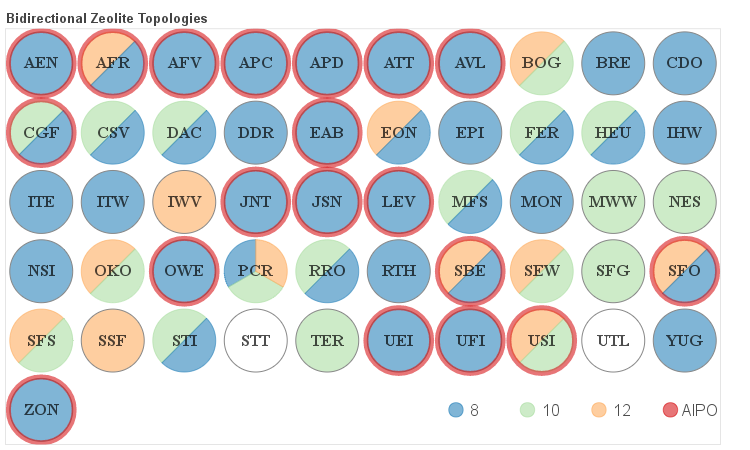 Bidirectional Zeolite Topologies
AEN AFR AFV APC APD ATT AVL BOG BRE CDO
CGF CSV DAC DDR EAB EON EPI FER HEU IHW
ITE ITW IWV JNT JSN LEV MFS MON MWW NES
NSI OKO OWE PCR RRO RTH SBE SEW SFG SFO
SFS SSF STI STT TER UEI UFI USI UTL YUG
ZON 8 10 12 AlPO